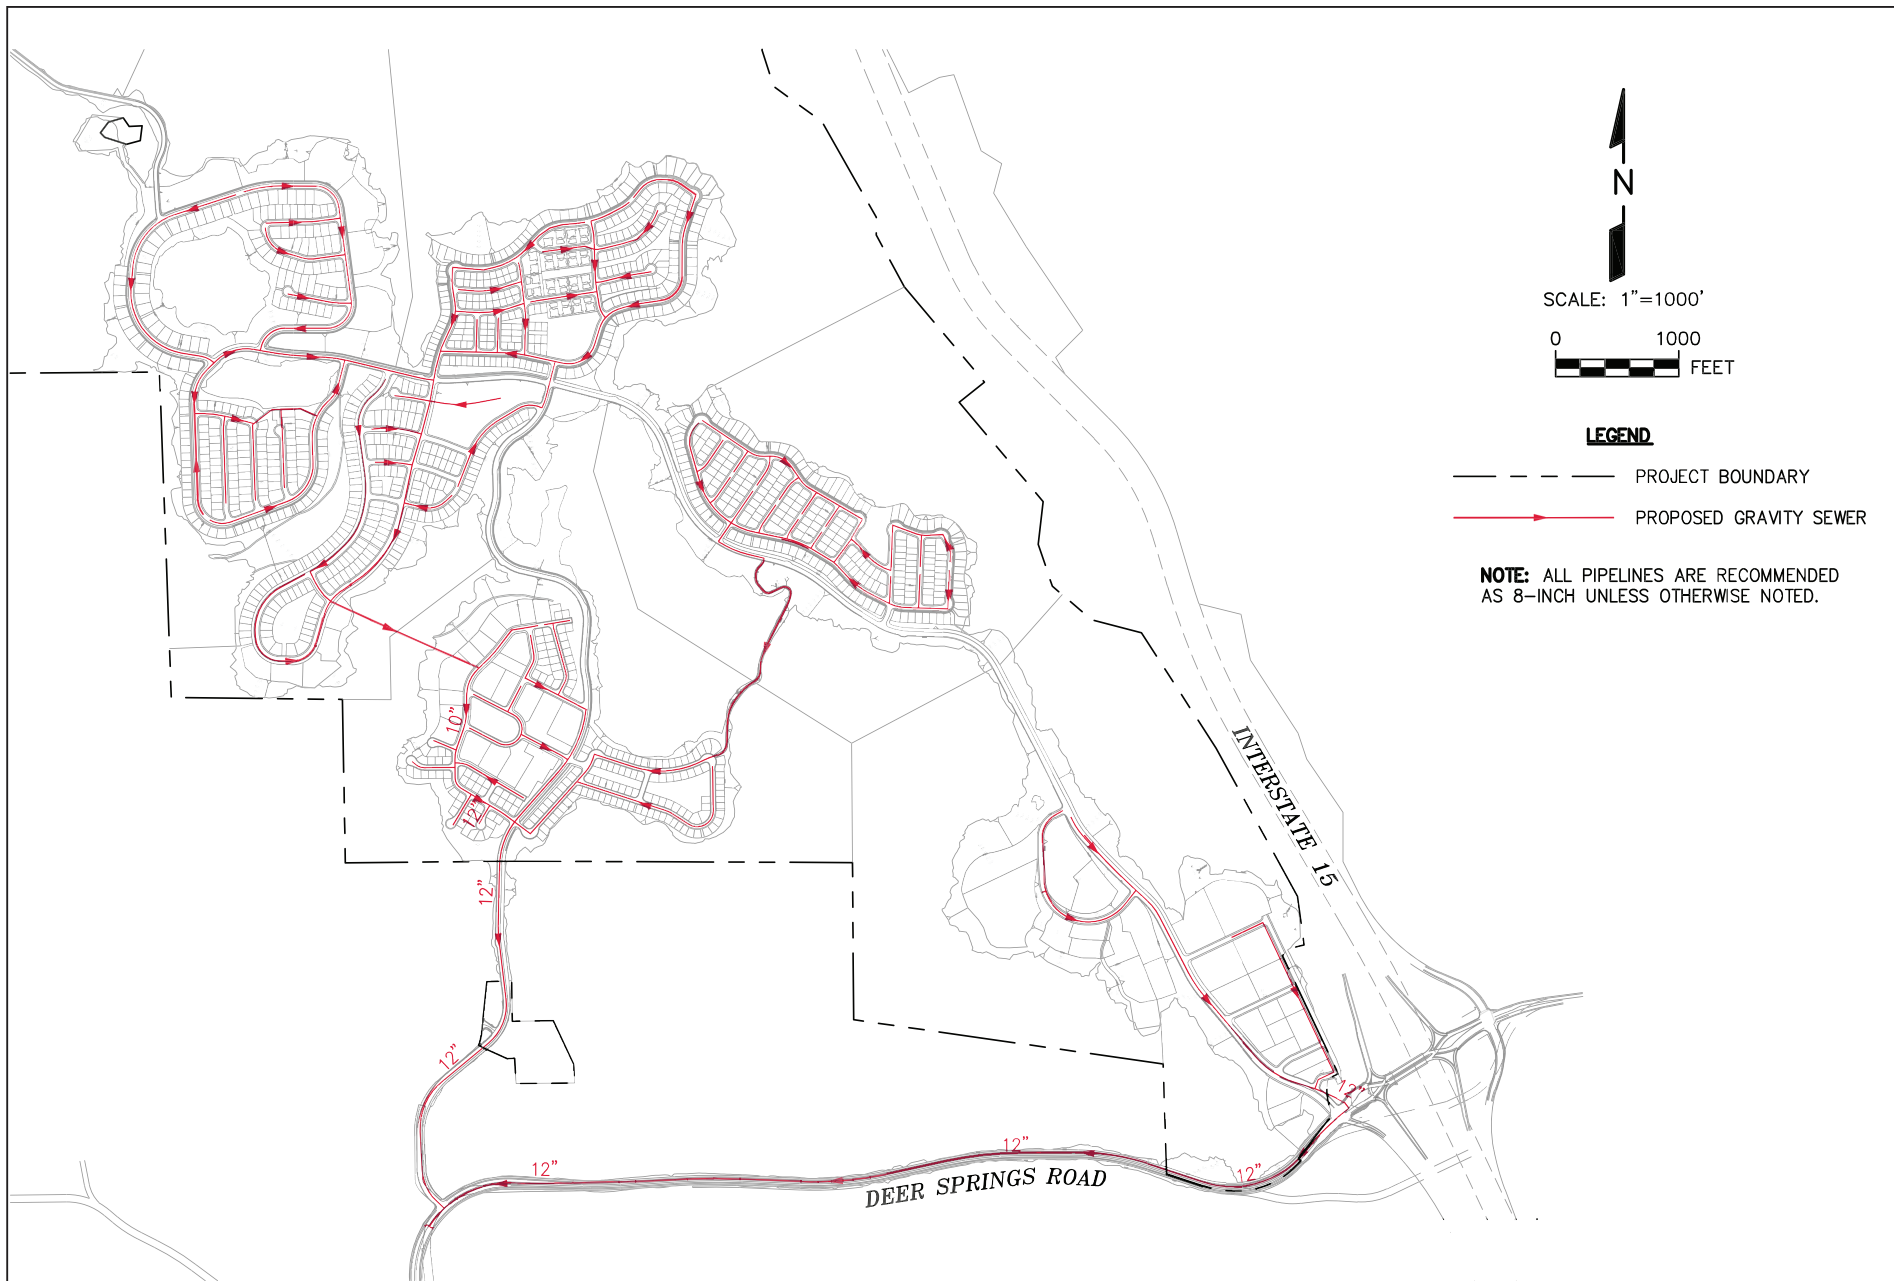 N
SCALE: 1"=1000'
0 1000
FEET
LEGEND
PROJECT BOUNDARY
PROPOSED GRAVITY SEWER
NOTE: ALL PIPELINES ARE RECOMMENDED
AS 8-INCH UNLESS OTHERWISE NOTED.
10"
12"
12"
12"
INTERSTATE 15
12"
12"
12"
12"
DEER SPRINGS ROAD